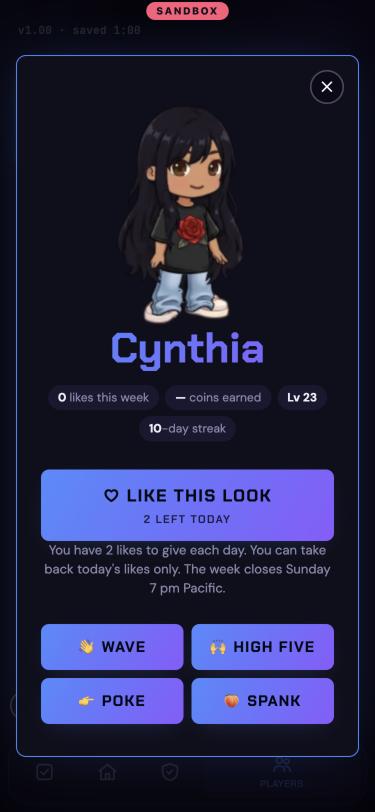 SANDBOX
v1.00 · saved 1:00
Cynthia
0 likes this week
— coins earned
Lv 23
10-day streak
LIKE THIS LOOK
2 LEFT TODAY
You have 2 likes to give each day. You can take
back today's likes only. The week closes Sunday
7 pm Pacific.
👋 WAVE
🙌 HIGH FIVE
👉 POKE
🍑 SPANK
PLAYERS